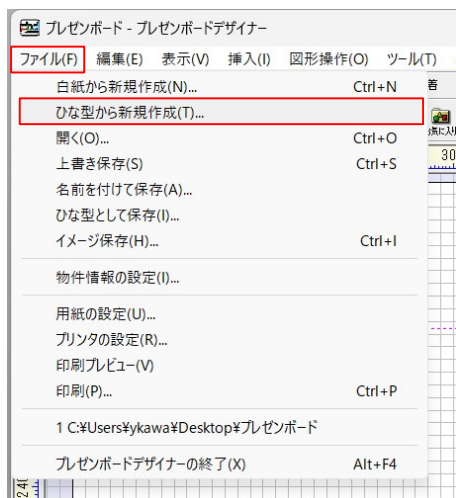 プレゼンボード - プレゼンボードデザイナー
ファイル(F) 編集(E) 表示(V) 挿入(I) 図形操作(O) ツール(T)
白紙から新規作成(N)... Ctrl+N
ひな型から新規作成(T)...
開く(O)... Ctrl+O
上書き保存(S) Ctrl+S
名前を付けて保存(A)...
ひな型として保存(I)...
イメージ保存(H)... Ctrl+I
物件情報の設定(I)...
用紙の設定(U)...
プリンタの設定(R)...
印刷プレビュー(V)
印刷(P)... Ctrl+P
1 C:¥Users¥ykawa¥Desktop¥プレゼンボード
プレゼンボードデザイナーの終了(X) Alt+F4
着
気に入り
30
240